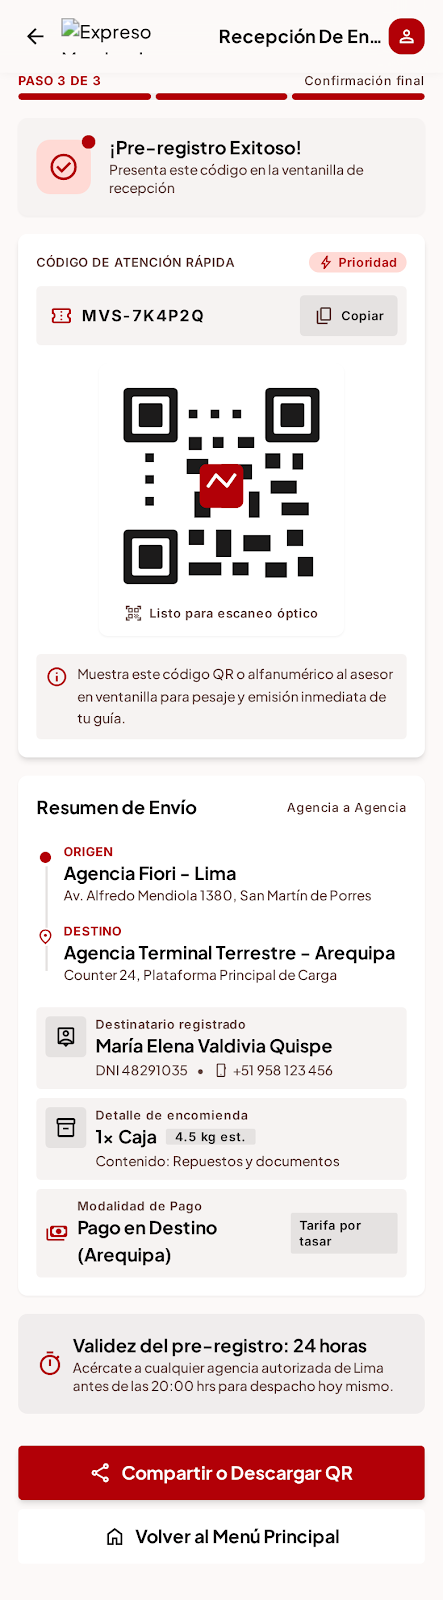 Expreso
Recepción De En...
PASO 3 DE 3
Confirmación final
¡Pre-registro Exitoso!
Presenta este código en la ventanilla de
recepción
CÓDIGO DE ATENCIÓN RÁPIDA
Prioridad
MVS-7K4P2Q
Copiar
Listo para escaneo óptico
Muestra este código QR o alfanumérico al asesor
en ventanilla para pesaje y emisión inmediata de
tu guía.
Resumen de Envío
Agencia a Agencia
ORIGEN
Agencia Fiori - Lima
Av. Alfredo Mendiola 1380, San Martín de Porres
DESTINO
Agencia Terminal Terrestre - Arequipa
Counter 24, Plataforma Principal de Carga
Destinatario registrado
María Elena Valdivia Quispe
DNI 48291035 • +51 958 123 456
Detalle de encomienda
1x Caja 4.5 kg est.
Contenido: Repuestos y documentos
Modalidad de Pago
Pago en Destino
(Arequipa)
Tarifa por
tasar
Validez del pre-registro: 24 horas
Acércate a cualquier agencia autorizada de Lima
antes de las 20:00 hrs para despacho hoy mismo.
Compartir o Descargar QR
Volver al Menú Principal